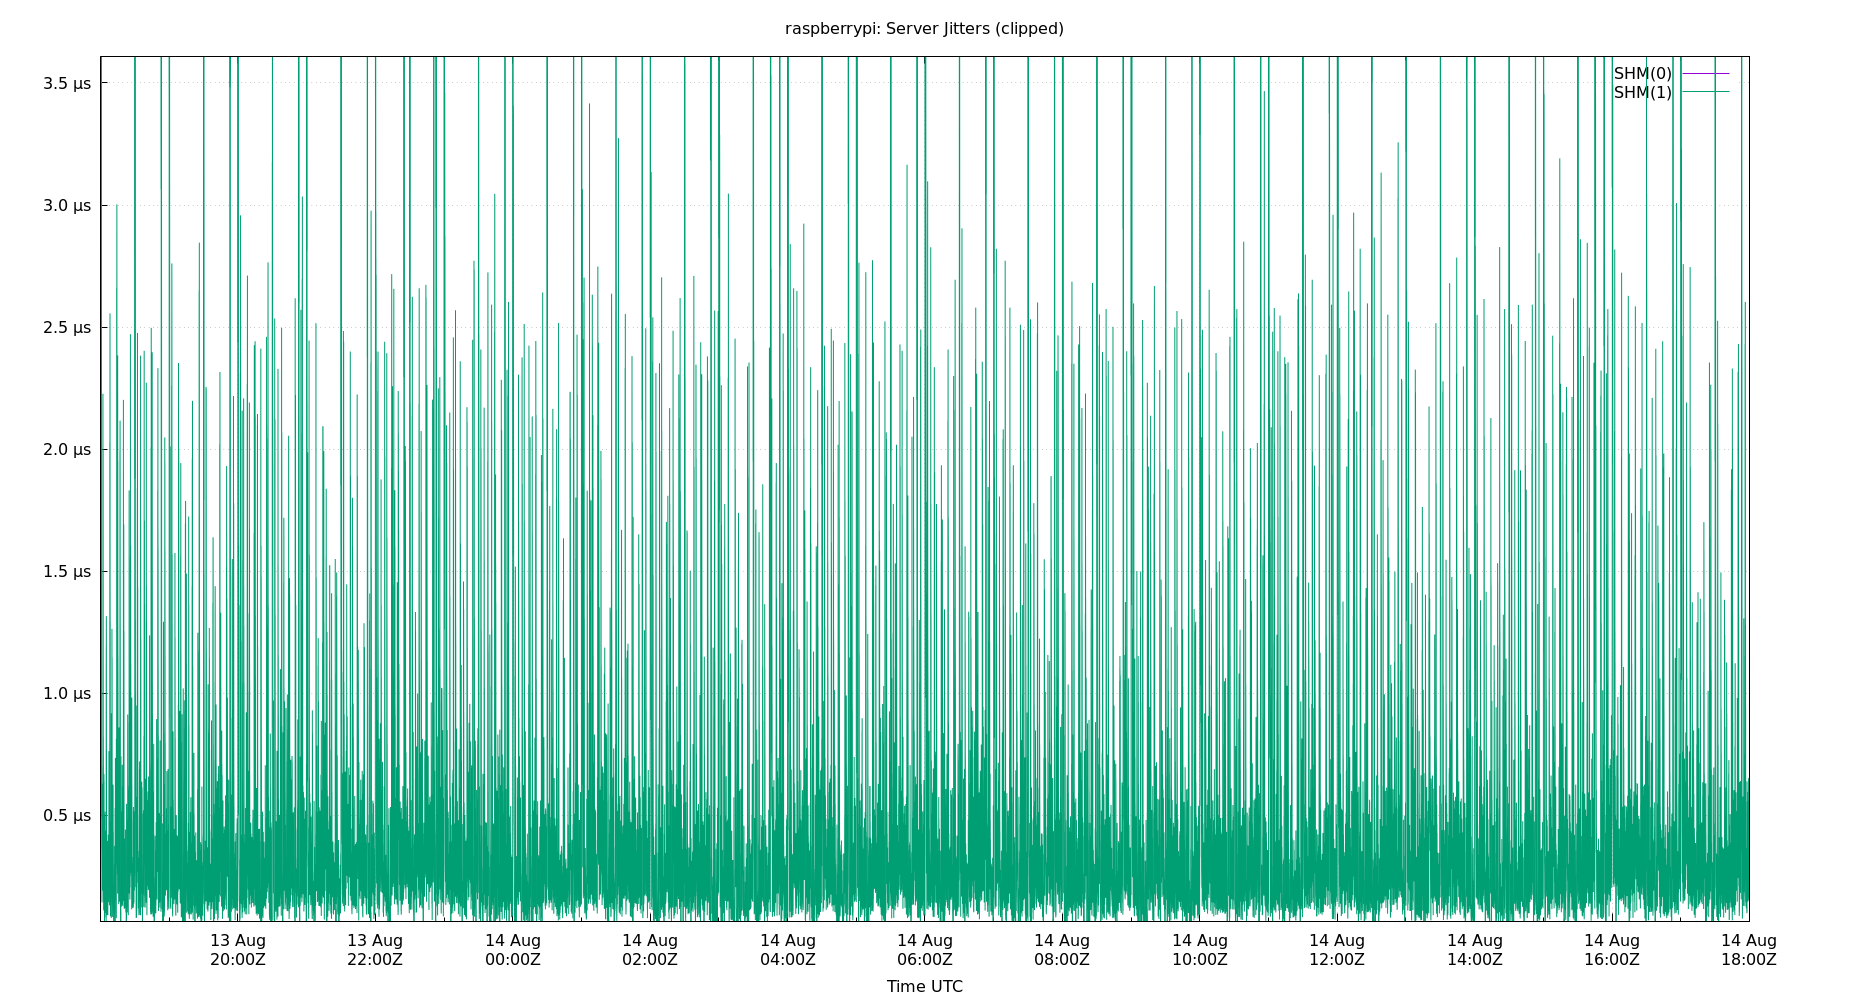 raspberrypi: Server Jitters (clipped)
3.5 µs
3.0 µs
2.5 µs
2.0 µs
1.5 µs
1.0 µs
0.5 µs
SHM(0)
SHM(1)
13 Aug 13 Aug 14 Aug 14 Aug 14 Aug 14 Aug 14 Aug 14 Aug 14 Aug 14 Aug 14 Aug 14 Aug
20:00Z 22:00Z 00:00Z 02:00Z 04:00Z 06:00Z 08:00Z 10:00Z 12:00Z 14:00Z 16:00Z 18:00Z
Time UTC